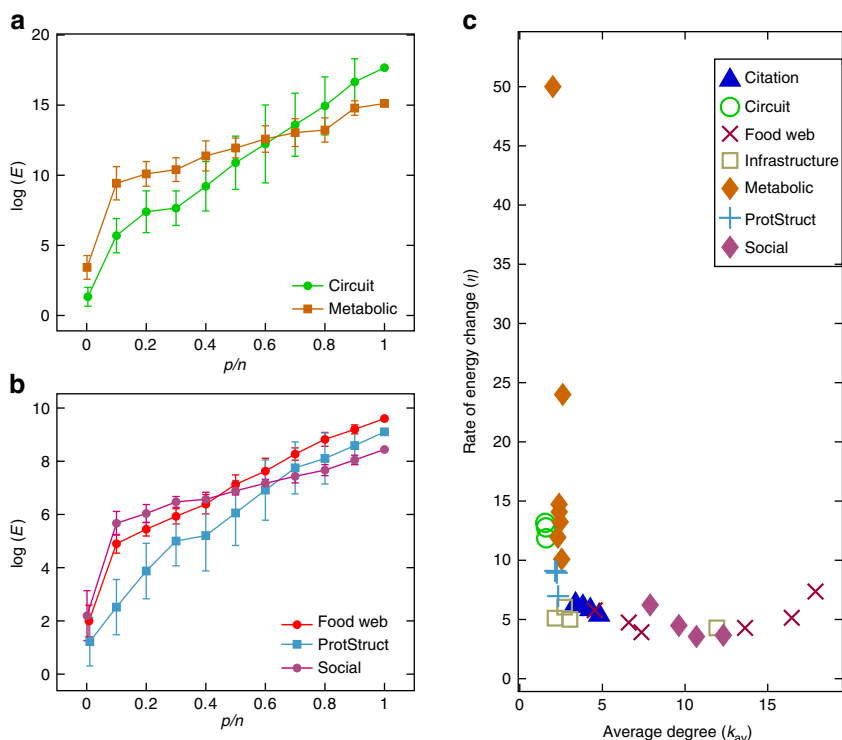 a
20
15
10
5
0
log (E)
Circuit
Metabolic
0
0.2
0.4
0.6
0.8
1
p/n
b
10
8
6
4
2
0
log (E)
Food web
ProtStruct
Social
0
0.2
0.4
0.6
0.8
1
p/n
c
50
45
40
35
30
25
20
15
10
5
0
Rate of energy change (η)
Citation
Circuit
Food web
Infrastructure
Metabolic
ProtStruct
Social
0
5
10
15
Average degree (k_av)